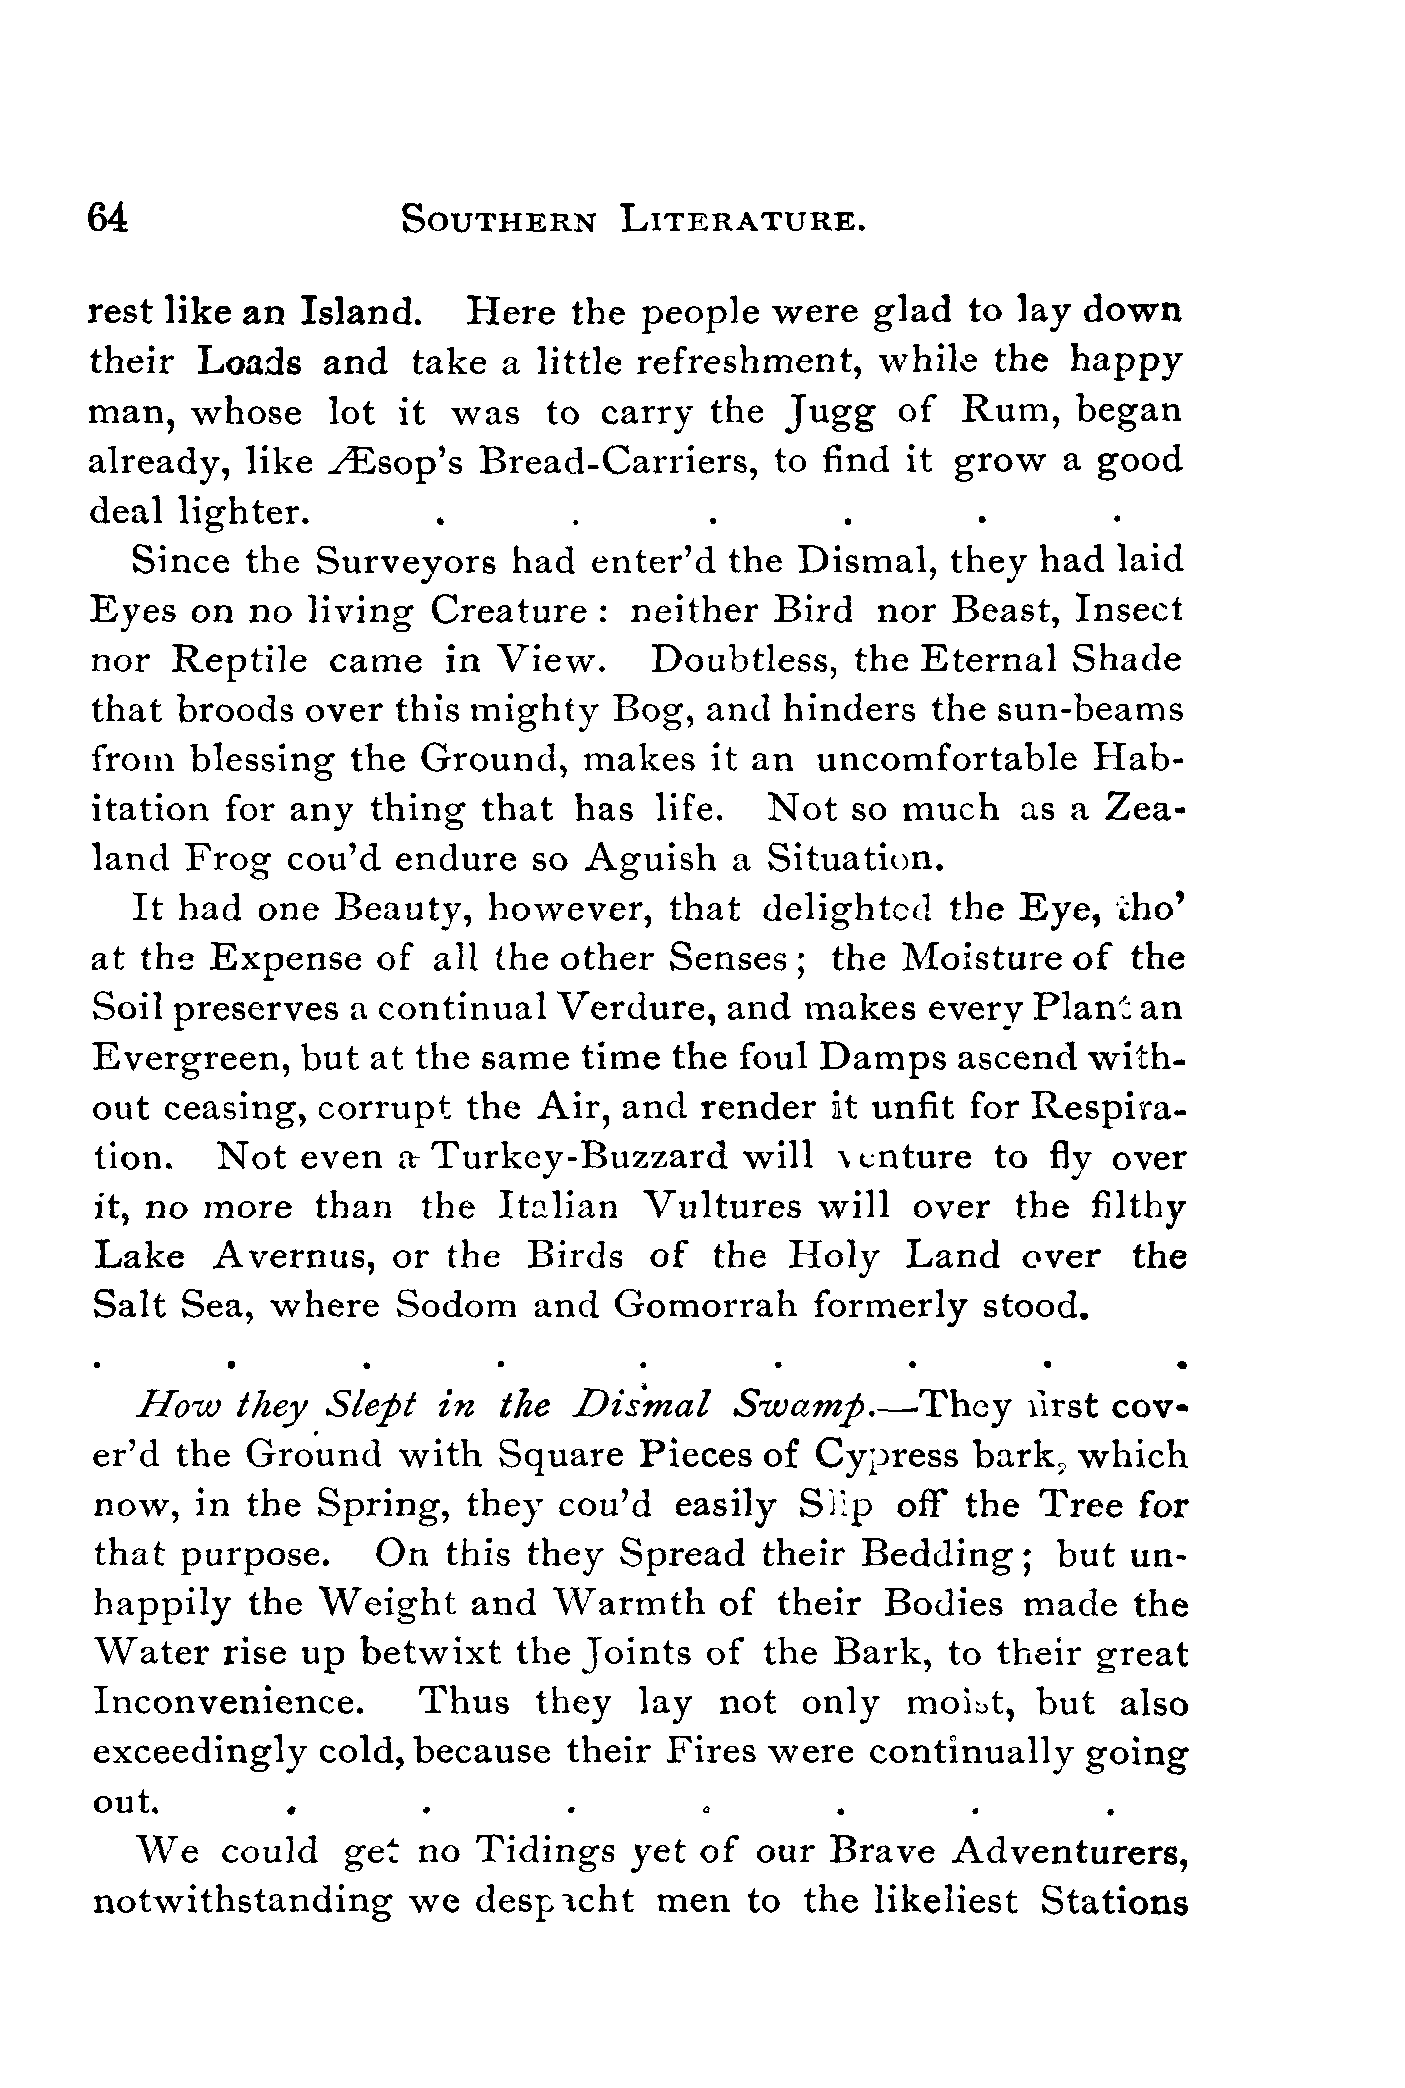 64 SOUTHERN LITERATURE.
rest like an Island. Here the people were glad to lay down
their Loads and take a little refreshment, while the happy
man, whose lot it was to carry the Jugg of Rum, began
already, like Æsop's Bread-Carriers, to find it grow a good
deal lighter. . . . . . .
Since the Surveyors had enter'd the Dismal, they had laid
Eyes on no living Creature : neither Bird nor Beast, Insect
nor Reptile came in View. Doubtless, the Eternal Shade
that broods over this mighty Bog, and hinders the sun-beams
from blessing the Ground, makes it an uncomfortable Hab-
itation for any thing that has life. Not so much as a Zea-
land Frog cou'd endure so Aguish a Situation.
It had one Beauty, however, that delighted the Eye, tho'
at the Expense of all the other Senses ; the Moisture of the
Soil preserves a continual Verdure, and makes every Plant an
Evergreen, but at the same time the foul Damps ascend with-
out ceasing, corrupt the Air, and render it unfit for Respira-
tion. Not even a Turkey-Buzzard will venture to fly over
it, no more than the Italian Vultures will over the filthy
Lake Avernus, or the Birds of the Holy Land over the
Salt Sea, where Sodom and Gomorrah formerly stood.
. . . . . . . . .
How they Slept in the Dismal Swamp.—They first cov-
er'd the Ground with Square Pieces of Cypress bark, which
now, in the Spring, they cou'd easily Slip off the Tree for
that purpose. On this they Spread their Bedding ; but un-
happily the Weight and Warmth of their Bodies made the
Water rise up betwixt the Joints of the Bark, to their great
Inconvenience. Thus they lay not only moist, but also
exceedingly cold, because their Fires were continually going
out. . . . . . . .
We could get no Tidings yet of our Brave Adventurers,
notwithstanding we despacht men to the likeliest Stations